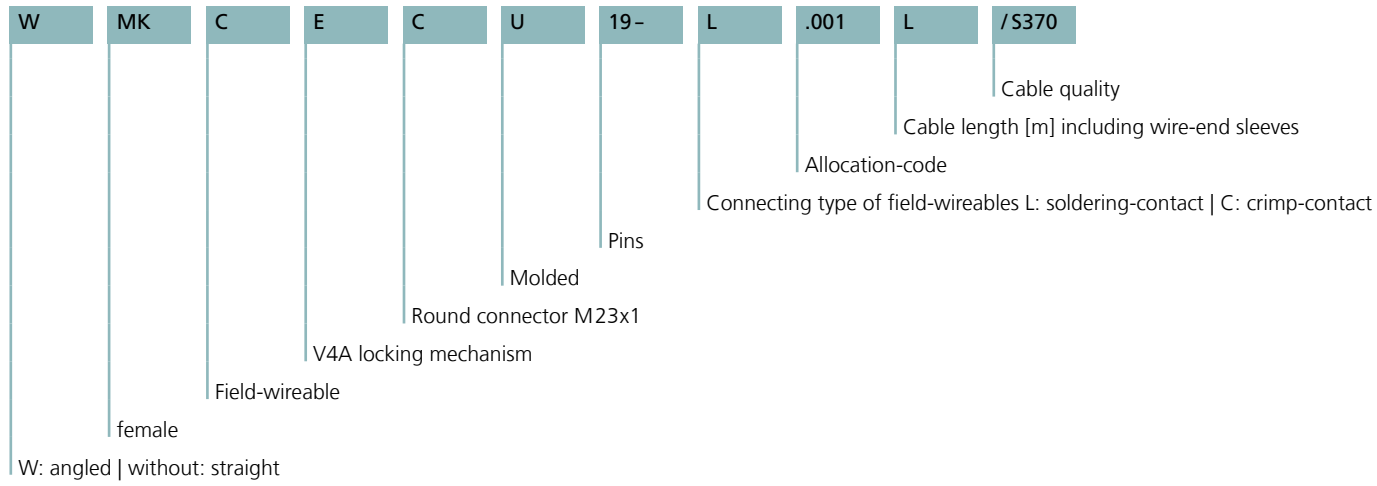 W MK C E C U 19– L .001 L /S370
Cable quality
Cable length [m] including wire-end sleeves
Allocation-code
Connecting type of field-wireables L: soldering-contact | C: crimp-contact
Pins
Molded
Round connector M23x1
V4A locking mechanism
Field-wireable
female
W: angled | without: straight